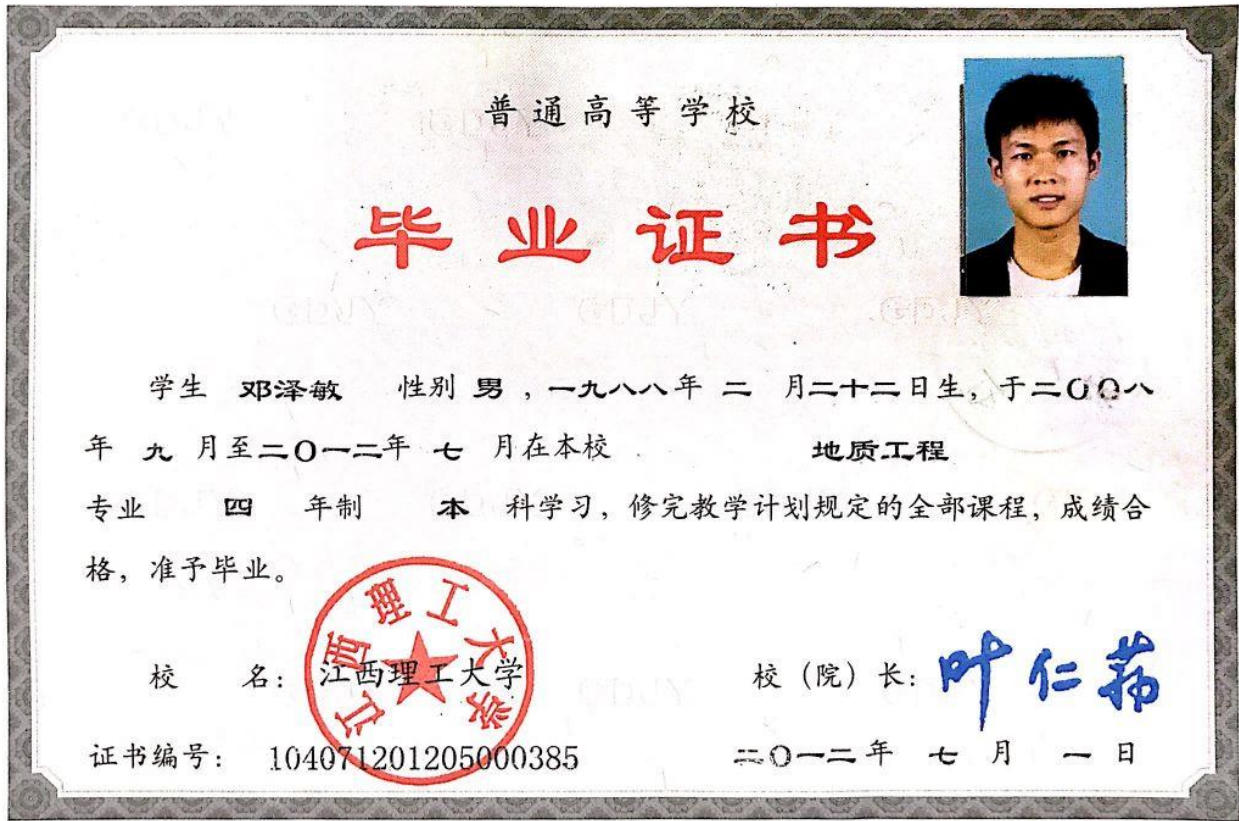 普通高等学校
毕业证书
学生 邓泽敏 性别 男，一九八八年 二 月二十二日生，于二〇〇八
年 九 月至二〇一二年 七 月在本校 地质工程
专业 四 年制 本 科学习，修完教学计划规定的全部课程，成绩合
格，准予毕业。
江西理工大学
校 名：江西理工大学 校（院）长：叶仁荪
证书编号： 104071201205000385 二〇一二年 七 月 一 日